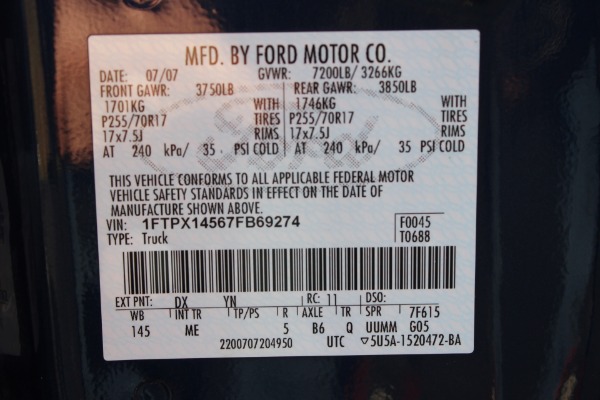 MFD. BY FORD MOTOR CO.
DATE: 07/07 GVWR: 7200LB/ 3266KG
FRONT GAWR: 3750LB REAR GAWR: 3850LB
1701KG WITH 1746KG WITH
P255/70R17 TIRES P255/70R17 TIRES
17x7.5J RIMS 17x7.5J RIMS
AT 240 kPa/ 35 PSI COLD AT 240 kPa/ 35 PSI COLD
THIS VEHICLE CONFORMS TO ALL APPLICABLE FEDERAL MOTOR
VEHICLE SAFETY STANDARDS IN EFFECT ON THE DATE OF
MANUFACTURE SHOWN ABOVE.
VIN: 1FTPX14567FB69274 F0045
TYPE: Truck T0688
EXT PNT: DX YN RC: 11 DSO:
WB INT TR TP/PS R AXLE TR SPR 7F615
145 ME 5 B6 Q UUMM G05
2200707204950 UTC ▽5U5A-1520472-BA
Ford